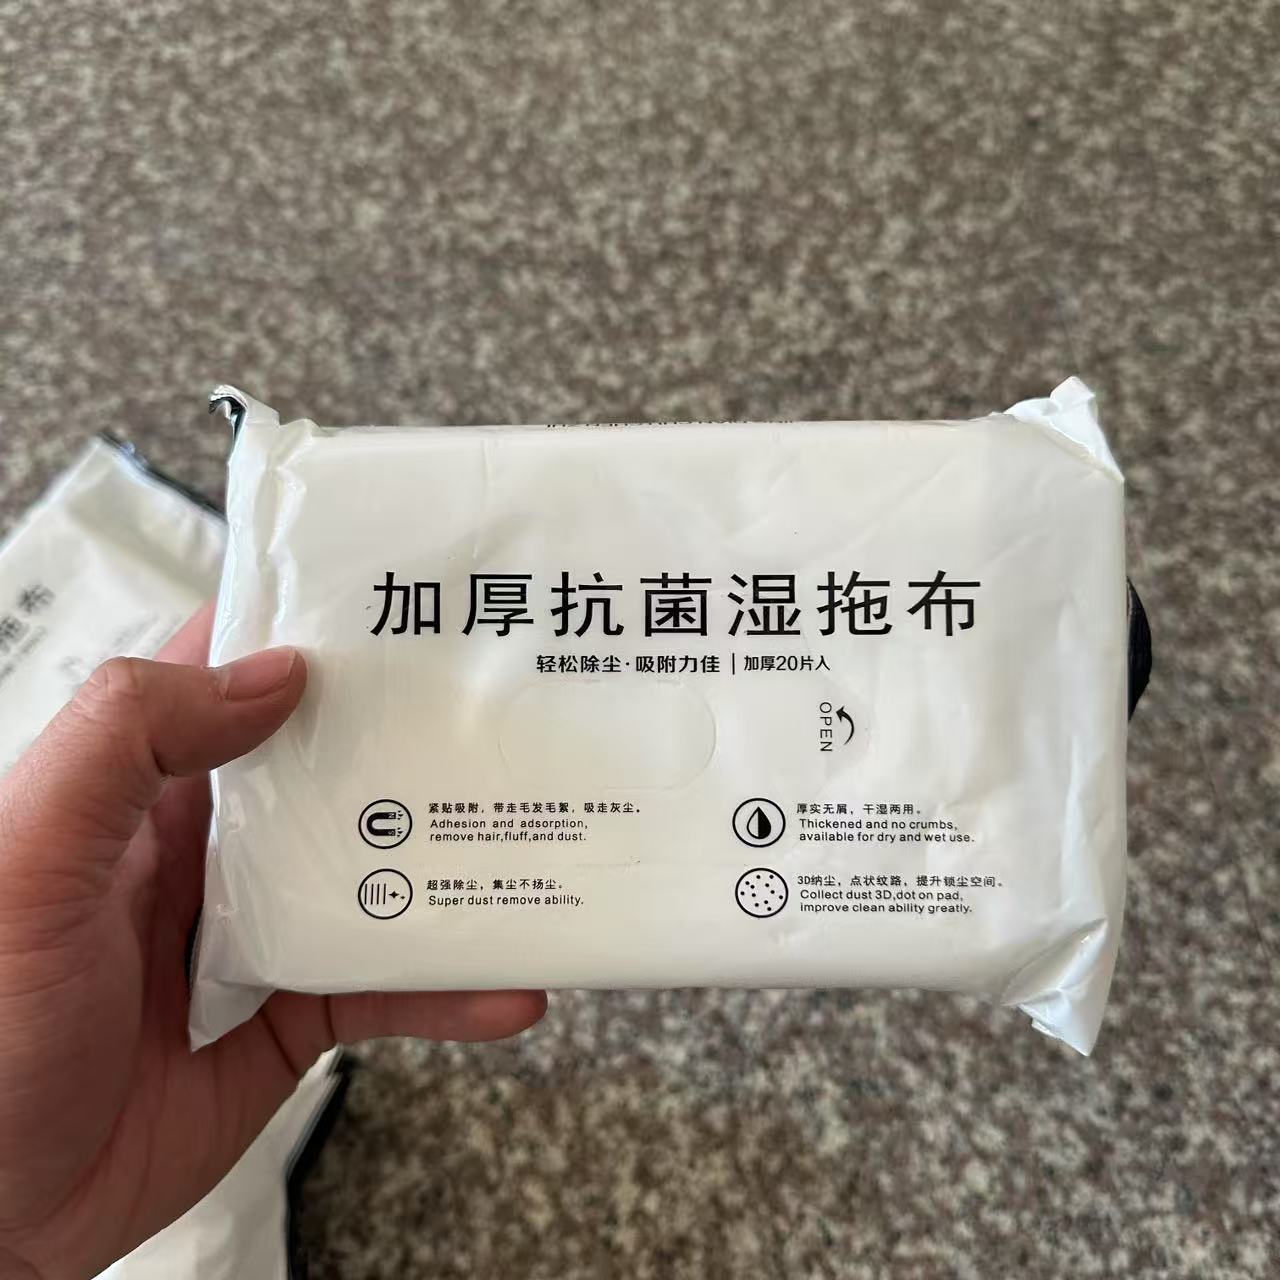 加厚抗菌湿拖布
轻松除尘·吸附力佳 | 加厚20片入
OPEN
紧贴吸附，带走毛发毛絮，吸走灰尘。
Adhesion and adsorption,
remove hair,fluff,and dust.
厚实无屑，干湿两用。
Thickened and no crumbs,
available for dry and wet use.
超强除尘，集尘不扬尘。
Super dust remove ability.
3D纳尘，点状纹路，提升锁尘空间。
Collect dust 3D,dot on pad,
improve clean ability greatly.
拖布